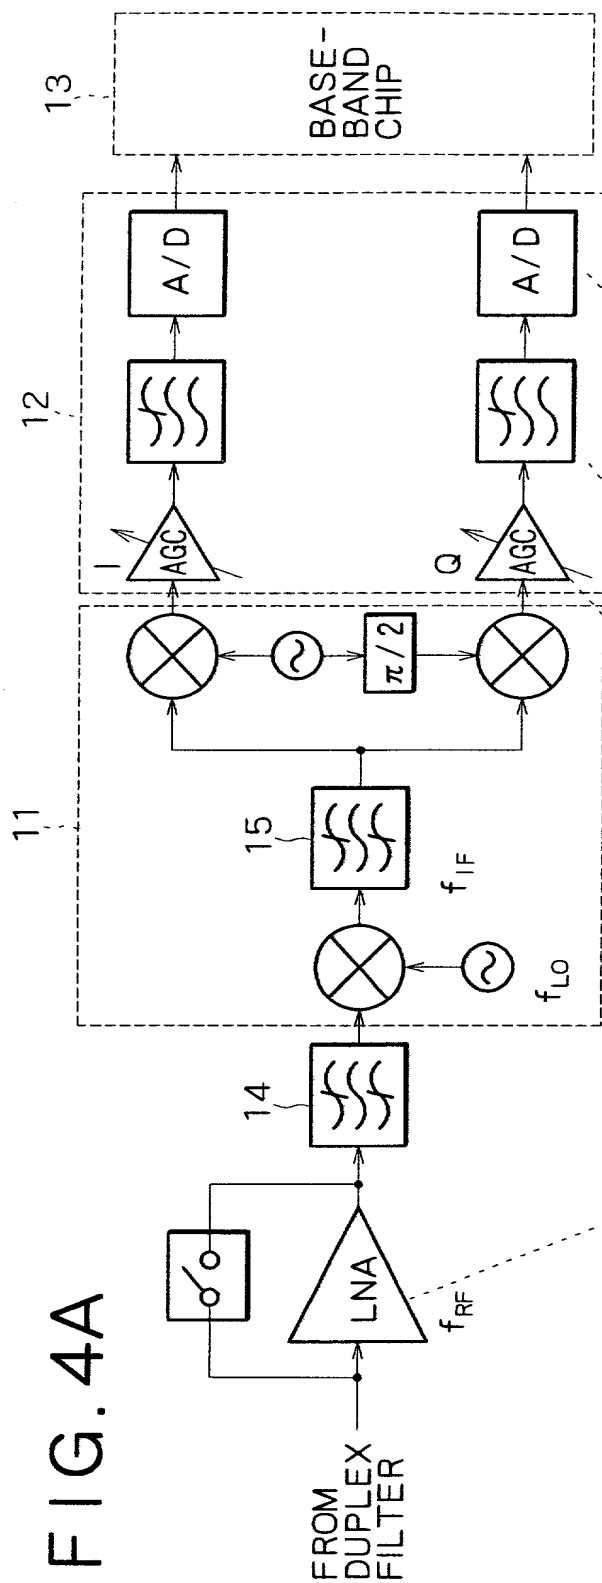 FIG. 4A
FROM
DUPLEX
FILTER
LNA
f_RF
14
11
f_LO
15
f_IF
π/2
12
I
AGC
A/D
Q
AGC
A/D
13
BASE-
BAND
CHIP